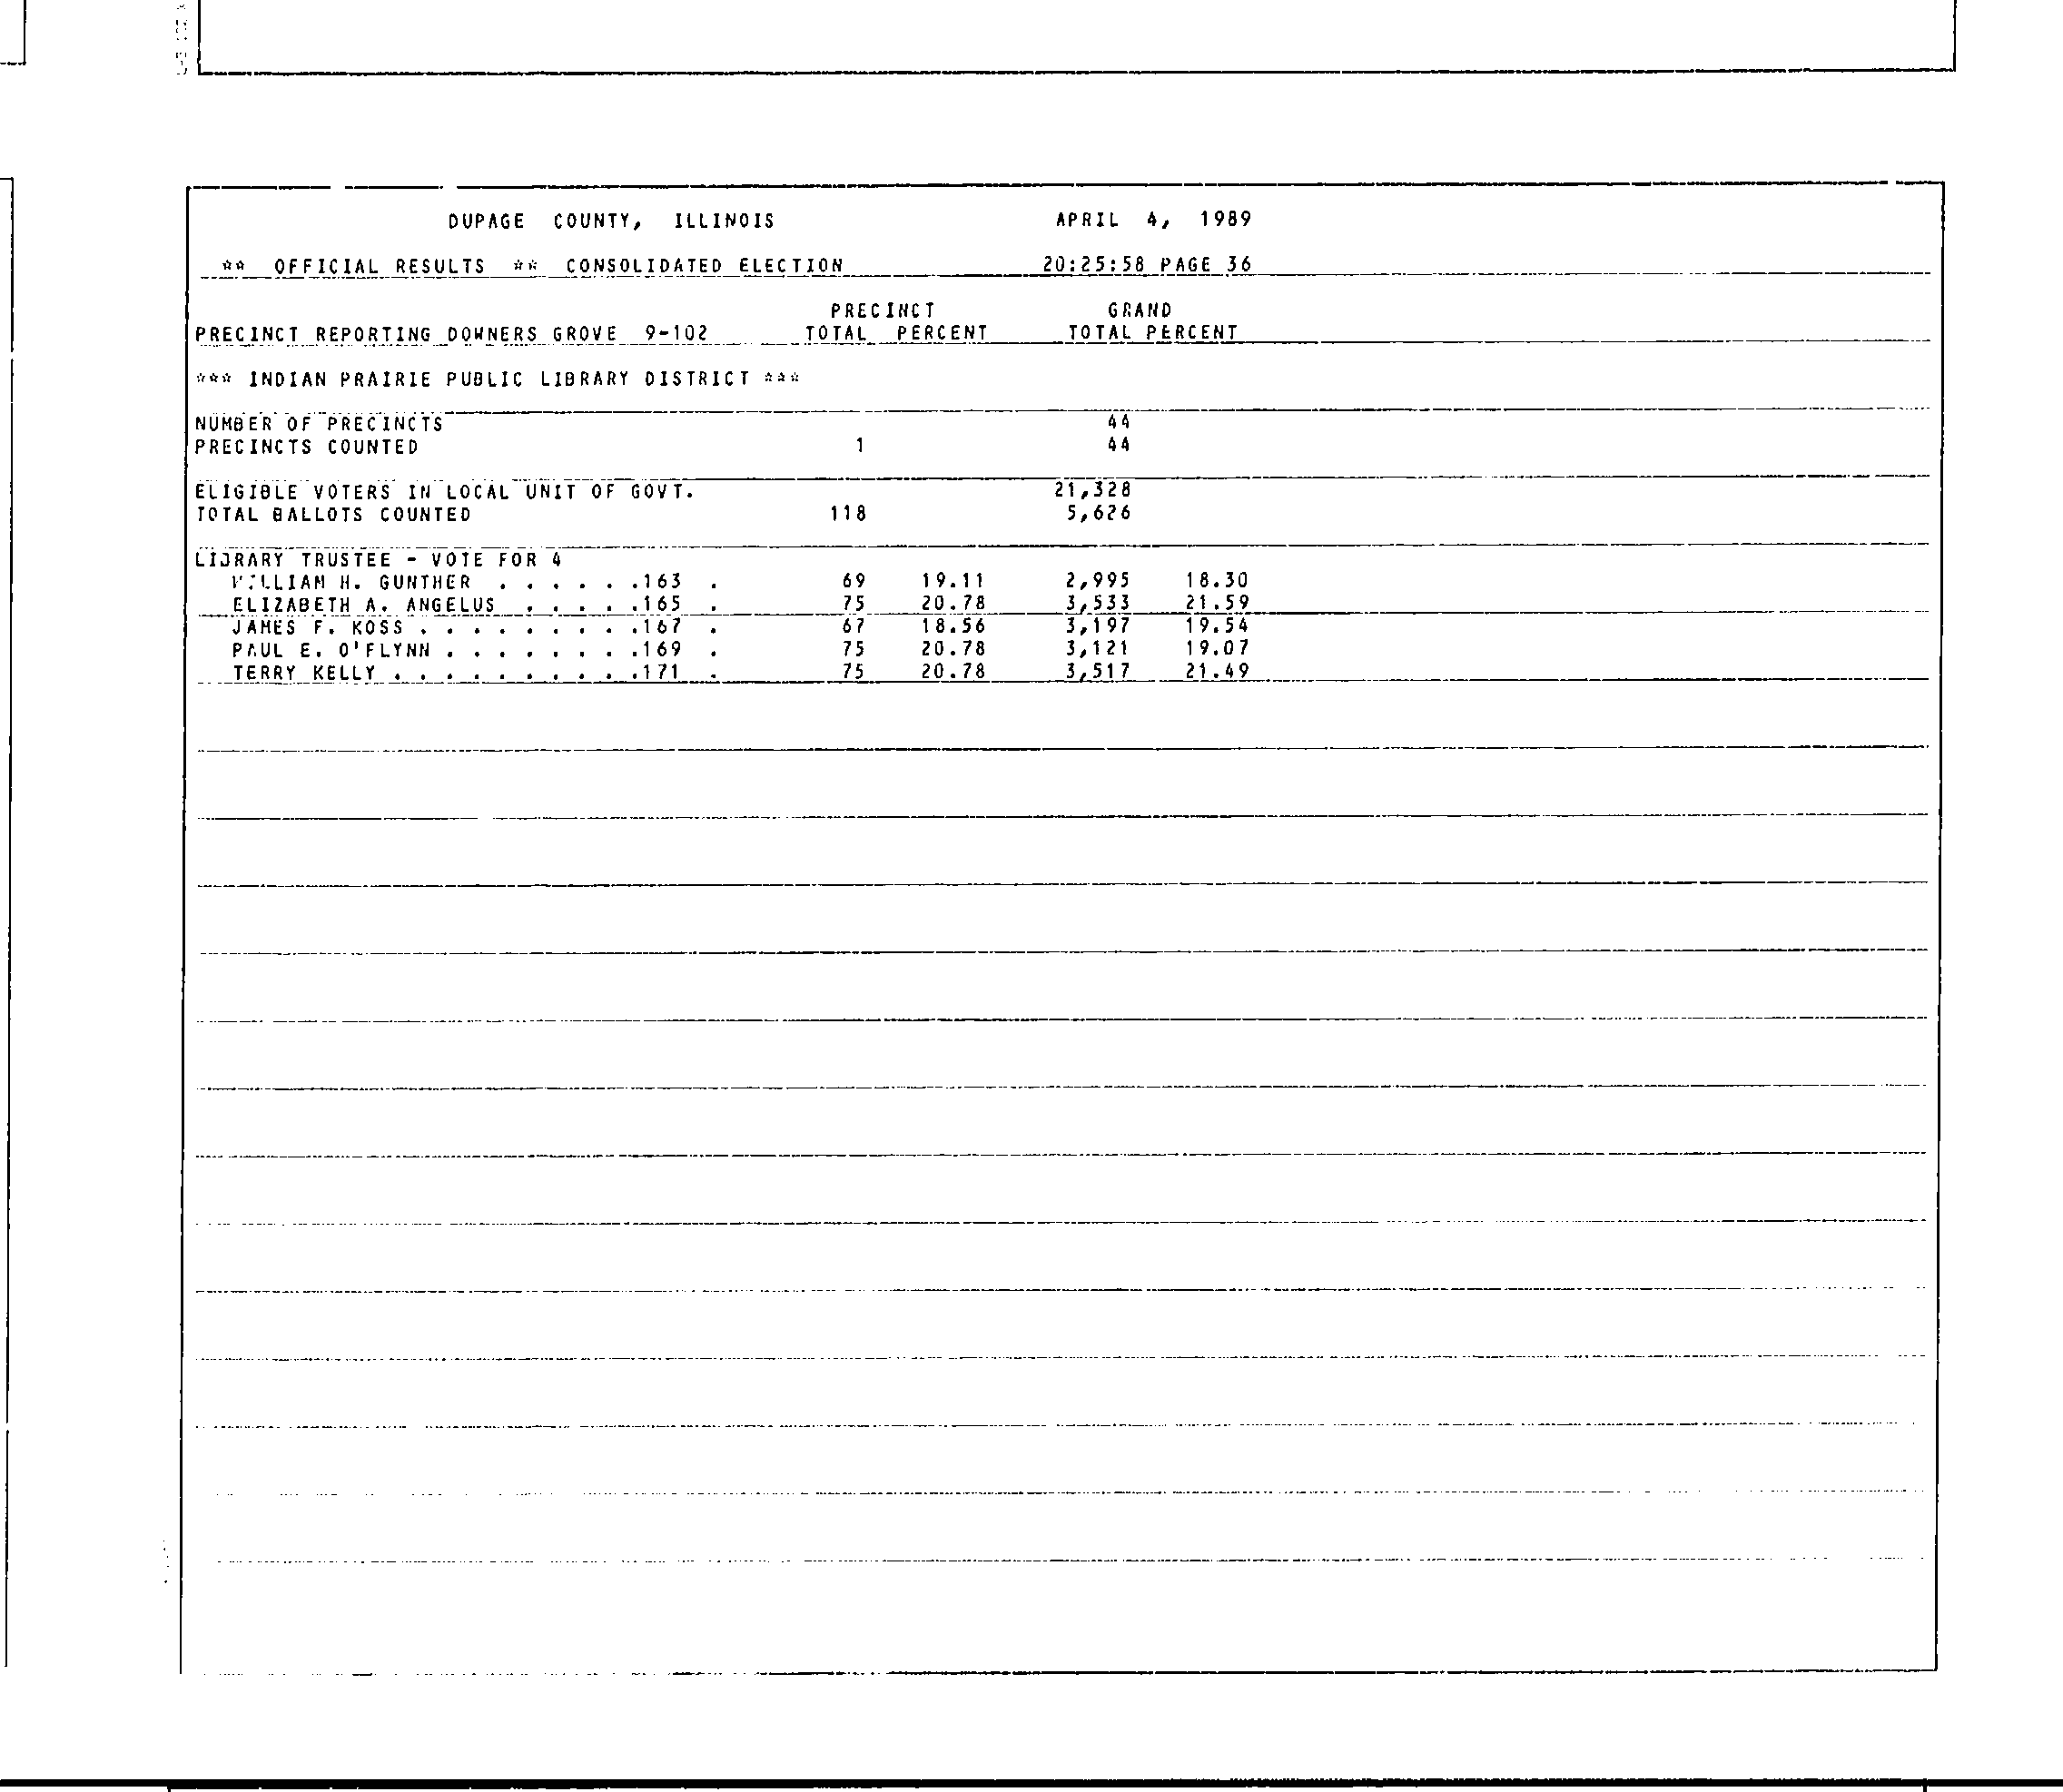 DUPAGE COUNTY, ILLINOIS APRIL 4, 1989
** OFFICIAL RESULTS ** CONSOLIDATED ELECTION 20:25:58 PAGE 36
PRECINCT GRAND
PRECINCT REPORTING DOWNERS GROVE 9-102 TOTAL PERCENT TOTAL PERCENT
*** INDIAN PRAIRIE PUBLIC LIBRARY DISTRICT ***
NUMBER OF PRECINCTS 44
PRECINCTS COUNTED 1 44
ELIGIBLE VOTERS IN LOCAL UNIT OF GOVT. 21,328
TOTAL BALLOTS COUNTED 118 5,626
LIBRARY TRUSTEE - VOTE FOR 4
WILLIAM H. GUNTHER . . . . . .163 . 69 19.11 2,995 18.30
ELIZABETH A. ANGELUS . . . . .165 . 75 20.78 3,533 21.59
JAMES F. KOSS . . . . . . . . .167 . 67 18.56 3,197 19.54
PAUL E. O'FLYNN . . . . . . . .169 . 75 20.78 3,121 19.07
TERRY KELLY . . . . . . . . . .171 . 75 20.78 3,517 21.49